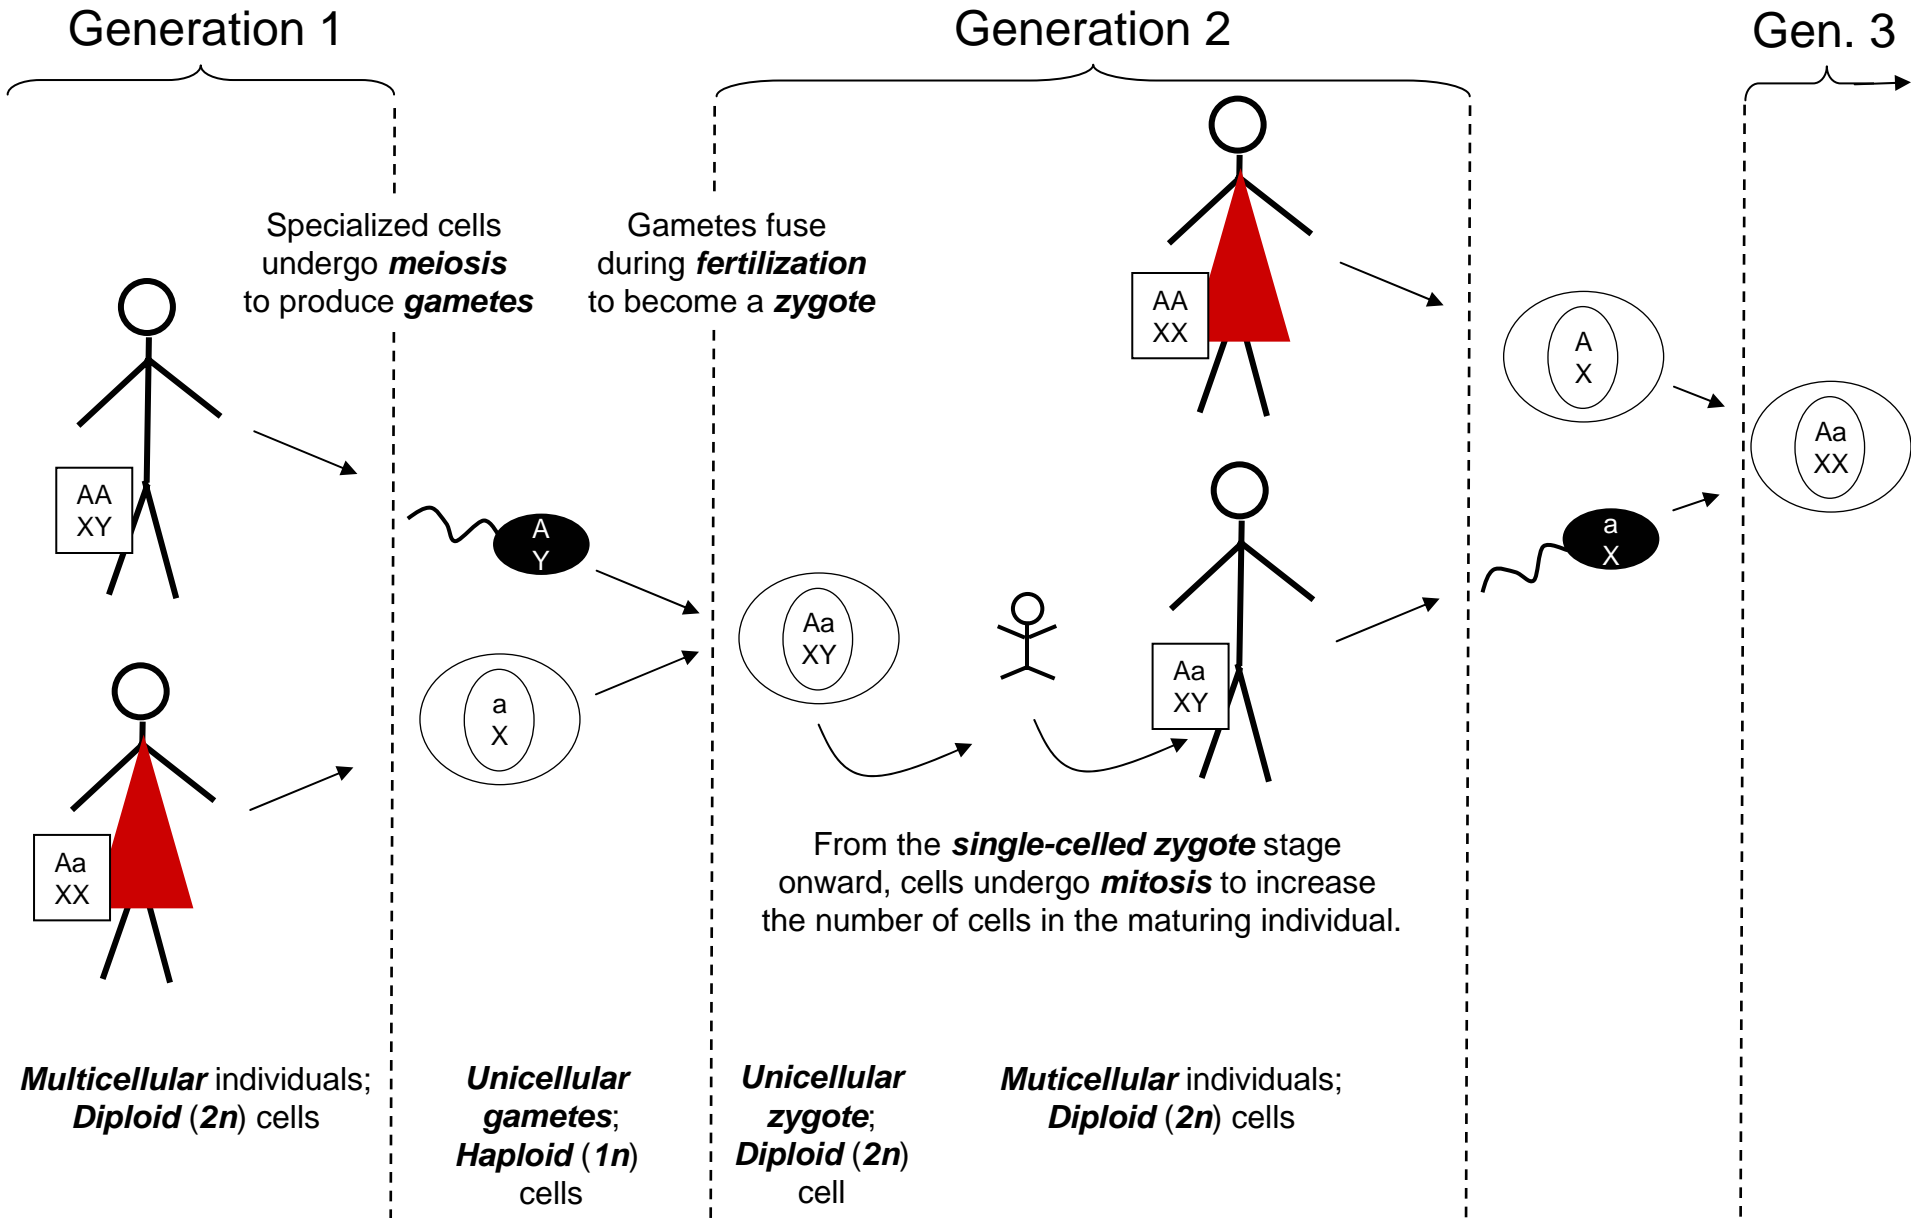 Generation 1
Generation 2
Gen. 3
Specialized cells
undergo meiosis
to produce gametes
Gametes fuse
during fertilization
to become a zygote
AA
XY
Aa
XX
A
Y
a
X
Aa
XY
AA
XX
Aa
XY
A
X
a
X
Aa
XX
From the single-celled zygote stage
onward, cells undergo mitosis to increase
the number of cells in the maturing individual.
Multicellular individuals;
Diploid (2n) cells
Unicellular
gametes;
Haploid (1n)
cells
Unicellular
zygote;
Diploid (2n)
cell
Muticellular individuals;
Diploid (2n) cells